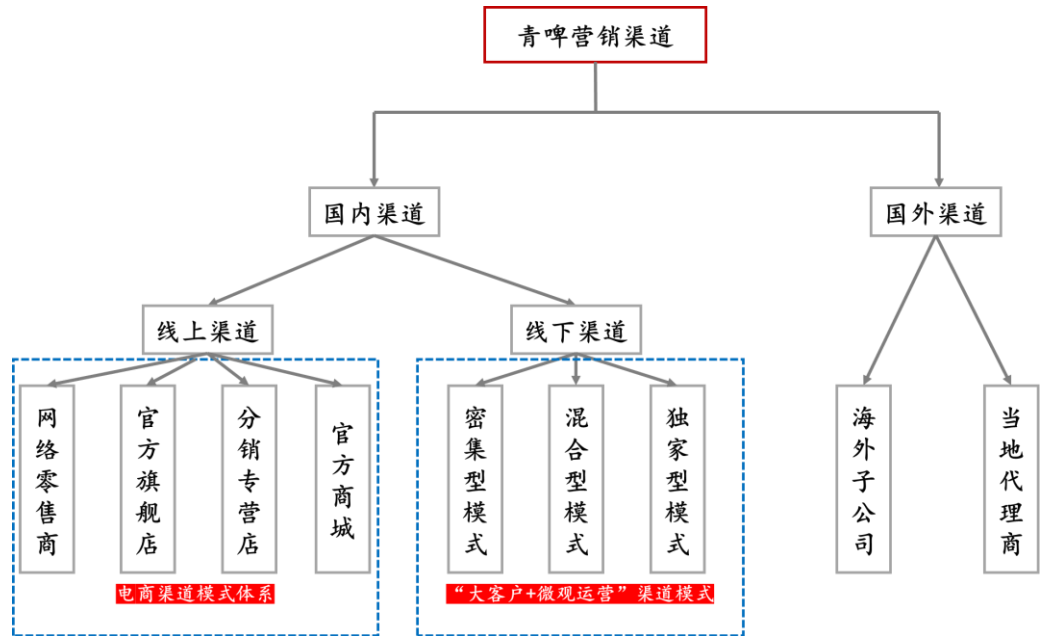 青啤营销渠道
国内渠道
国外渠道
线上渠道
线下渠道
网络零售商
官方旗舰店
分销专营店
官方商城
密集型模式
混合型模式
独家型模式
海外子公司
当地代理商
电商渠道模式体系
“大客户+微观运营”渠道模式